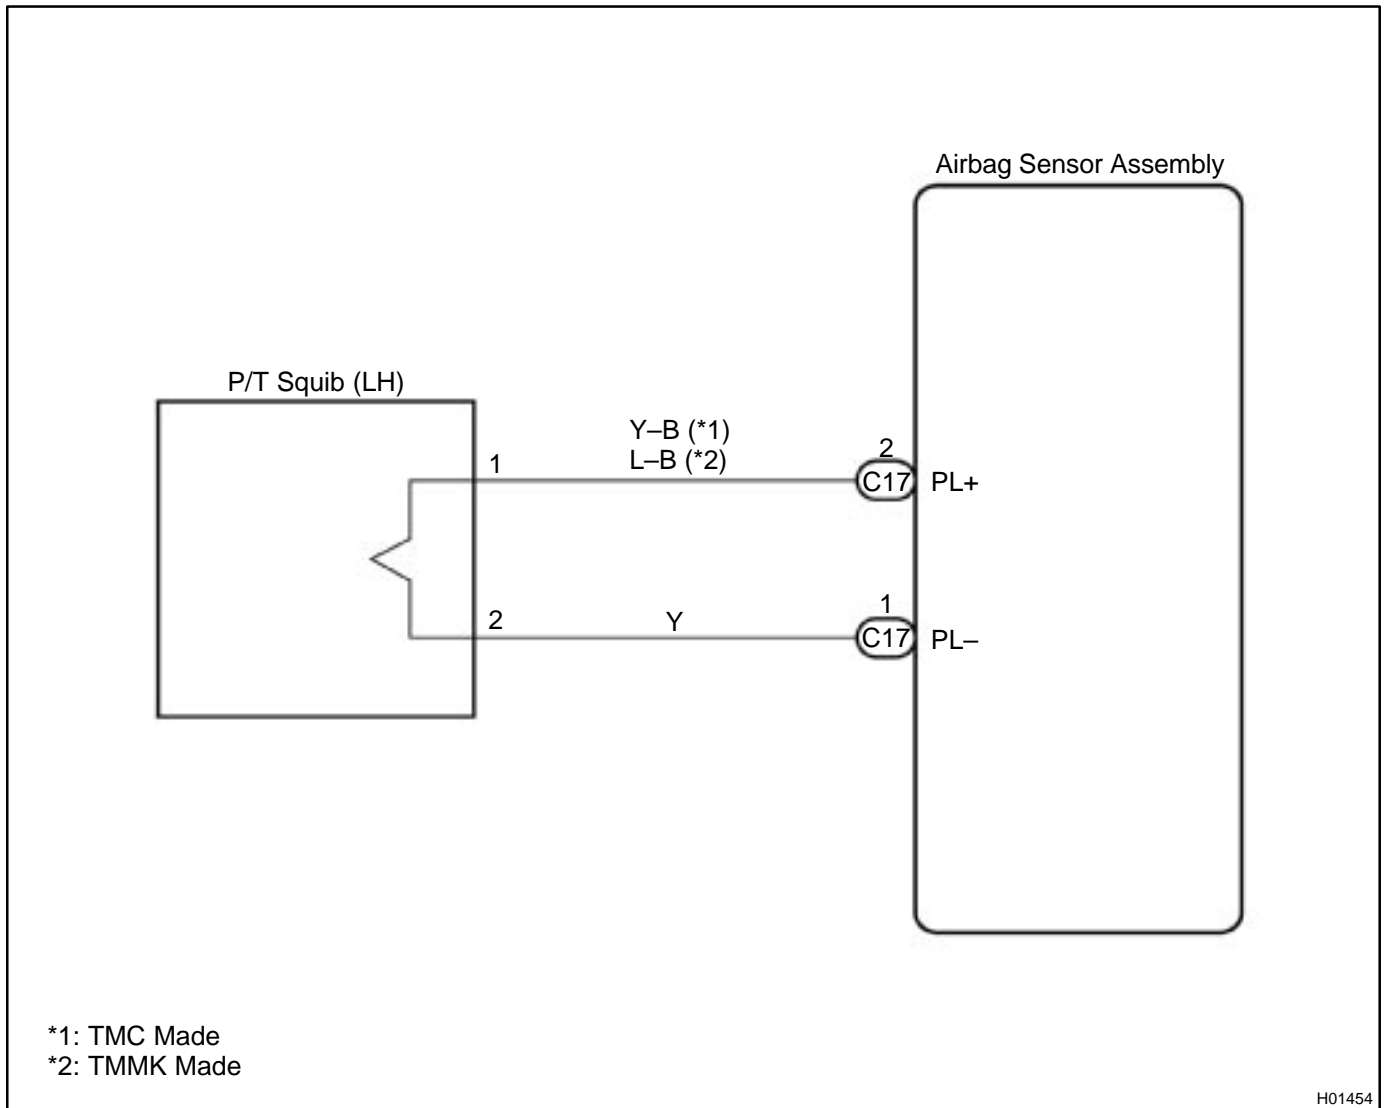 Airbag Sensor Assembly
P/T Squib (LH)
Y–B (*1)
L–B (*2)
1
2
C17
PL+
2
Y
1
C17
PL–
*1: TMC Made
*2: TMMK Made
H01454